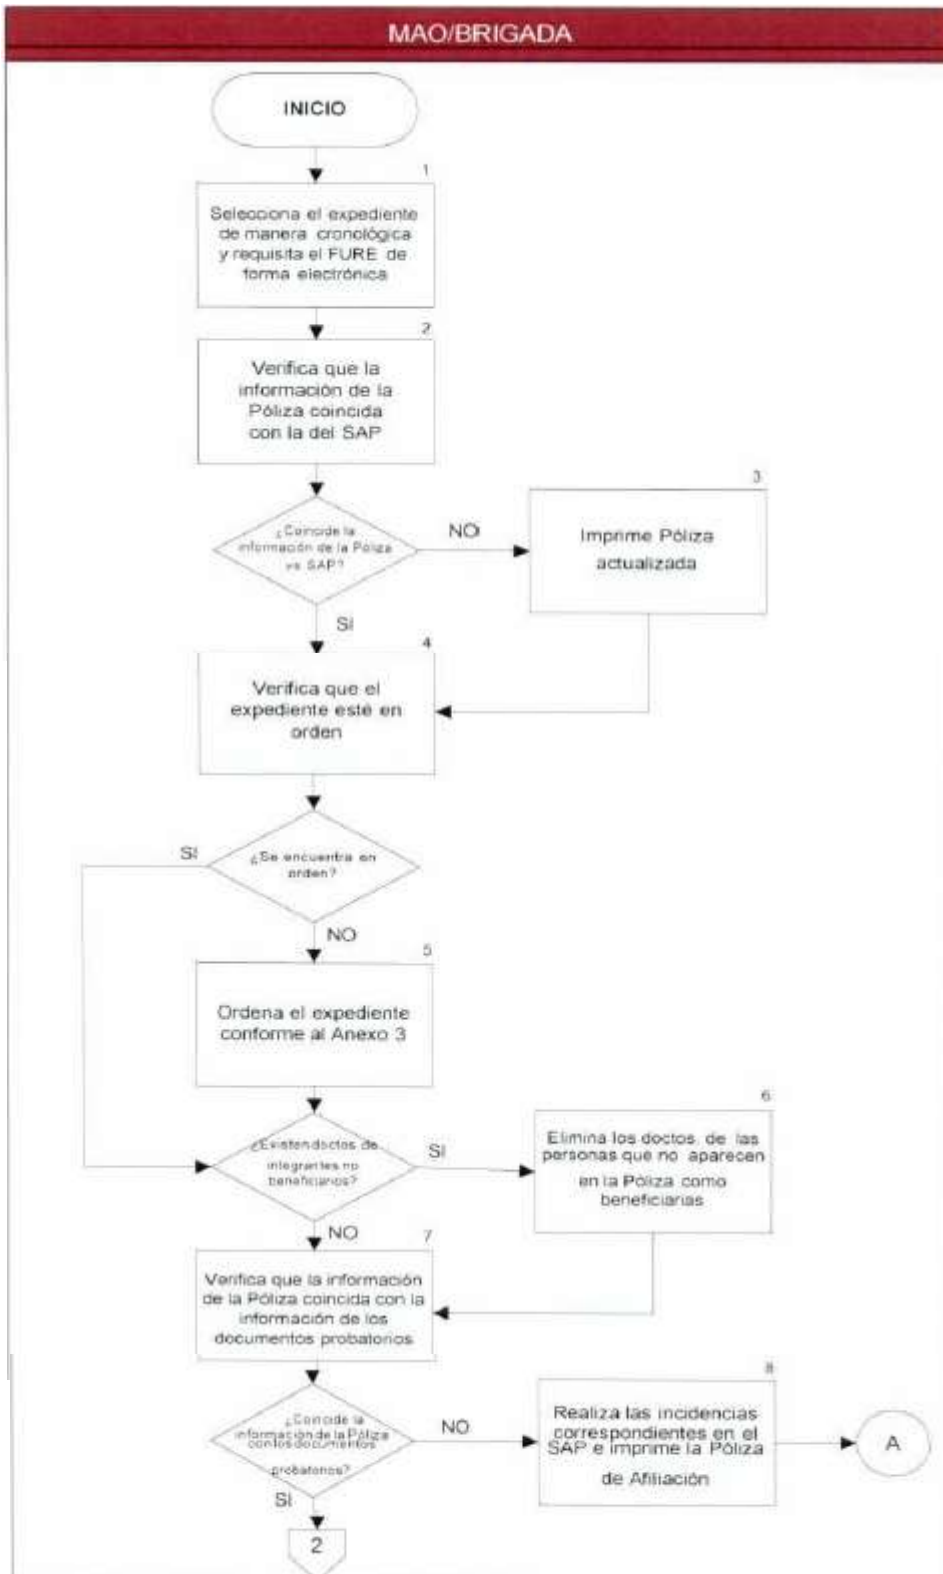 MAO/BRIGADA
INICIO
1
Selecciona el expediente
de manera cronológica
y requisita el FURE de
forma electrónica
2
Verifica que la
información de la
Póliza coincida
con la del SAP
¿Coincide la
información de la Póliza
vs SAP?
NO
3
Imprime Póliza
actualizada
SI
4
Verifica que el
expediente esté en
orden
¿Se encuentra en
orden?
SI
NO
5
Ordena el expediente
conforme al Anexo 3
¿Existen doctos de
integrantes no
beneficiarios?
SI
6
Elimina los doctos. de las
personas que no aparecen
en la Póliza como
beneficiarias
NO
7
Verifica que la información
de la Póliza coincida con la
información de los
documentos probatorios
¿Coincide la
información de la Póliza
con los documentos
probatorios?
NO
8
Realiza las incidencias
correspondientes en el
SAP e imprime la Póliza
de Afiliación
A
SI
2